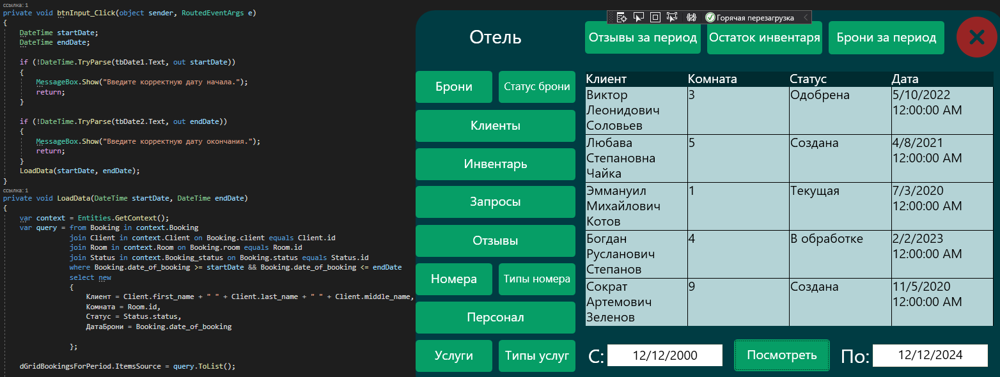 ссылка: 1
private void btnInput_Click(object sender, RoutedEventArgs e)
{
DateTime startDate;
DateTime endDate;
if (!DateTime.TryParse(tbDate1.Text, out startDate))
{
MessageBox.Show("Введите корректную дату начала.");
return;
}
if (!DateTime.TryParse(tbDate2.Text, out endDate))
{
MessageBox.Show("Введите корректную дату окончания.");
return;
}
LoadData(startDate, endDate);
}
ссылка: 1
private void LoadData(DateTime startDate, DateTime endDate)
{
var context = Entities.GetContext();
var query = from Booking in context.Booking
join Client in context.Client on Booking.client equals Client.id
join Room in context.Room on Booking.room equals Room.id
join Status in context.Booking_status on Booking.status equals Status.id
where Booking.date_of_booking >= startDate && Booking.date_of_booking <= endDate
select new
{
Клиент = Client.first_name + " " + Client.last_name + " " + Client.middle_name,
Комната = Room.id,
Статус = Status.status,
ДатаБрони = Booking.date_of_booking
};
dGridBookingsForPeriod.ItemsSource = query.ToList();
Горячая перезагрузка
Отель
Отзывы за период
Остаток инвентаря
Брони за период
Брони
Статус брони
Клиенты
Инвентарь
Запросы
Отзывы
Номера
Типы номера
Персонал
Услуги
Типы услуг
Клиент Комната Статус Дата
Виктор 3 Одобрена 5/10/2022
Леонидович 12:00:00 AM
Соловьев
Любава 5 Создана 4/8/2021
Степановна 12:00:00 AM
Чайка
Эммануил 1 Текущая 7/3/2020
Михайлович 12:00:00 AM
Котов
Богдан 4 В обработке 2/2/2023
Русланович 12:00:00 AM
Степанов
Сократ 9 Создана 11/5/2020
Артемович 12:00:00 AM
Зеленов
С: 12/12/2000 Посмотреть По: 12/12/2024